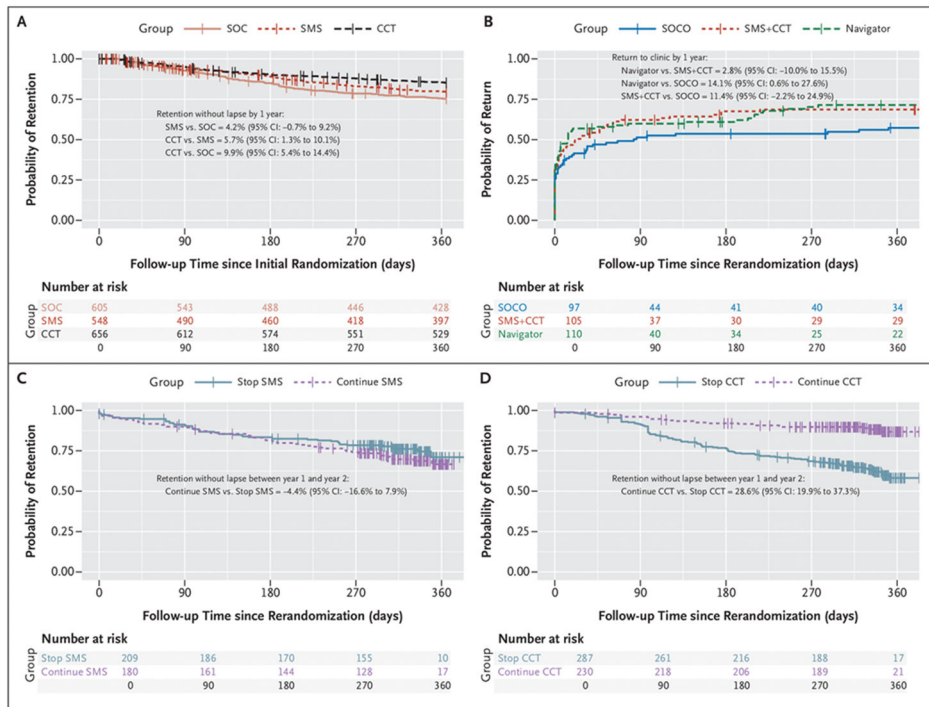 A
Group SOC SMS CCT
Probability of Retention
1.00
0.75
0.50
0.25
0.00
Retention without lapse by 1 year:
SMS vs. SOC = 4.2% (95% CI: −0.7% to 9.2%)
CCT vs. SMS = 5.7% (95% CI: 1.3% to 10.1%)
CCT vs. SOC = 9.9% (95% CI: 5.4% to 14.4%)
0 90 180 270 360
Follow-up Time since Initial Randomization (days)
Number at risk
Group
SOC 605 543 488 446 428
SMS 548 490 460 418 397
CCT 656 612 574 551 529
0 90 180 270 360
B
Group SOCO SMS+CCT Navigator
Probability of Return
1.00
0.75
0.50
0.25
0.00
Return to clinic by 1 year:
Navigator vs. SMS+CCT = 2.8% (95% CI: −10.0% to 15.5%)
Navigator vs. SOCO = 14.1% (95% CI: 0.6% to 27.6%)
SMS+CCT vs. SOCO = 11.4% (95% CI: −2.2% to 24.9%)
0 90 180 270 360
Follow-up Time since Rerandomization (days)
Number at risk
Group
SOCO 97 44 41 40 34
SMS+CCT 105 37 30 29 29
Navigator 110 40 34 25 22
0 90 180 270 360
C
Group Stop SMS Continue SMS
Probability of Retention
1.00
0.75
0.50
0.25
0.00
Retention without lapse between year 1 and year 2:
Continue SMS vs. Stop SMS = −4.4% (95% CI: −16.6% to 7.9%)
0 90 180 270 360
Follow-up Time since Rerandomization (days)
Number at risk
Group
Stop SMS 209 186 170 155 10
Continue SMS 180 161 144 128 17
0 90 180 270 360
D
Group Stop CCT Continue CCT
Probability of Retention
1.00
0.75
0.50
0.25
0.00
Retention without lapse between year 1 and year 2:
Continue CCT vs. Stop CCT = 28.6% (95% CI: 19.9% to 37.3%)
0 90 180 270 360
Follow-up Time since Rerandomization (days)
Number at risk
Group
Stop CCT 287 261 216 188 17
Continue CCT 230 218 206 189 21
0 90 180 270 360